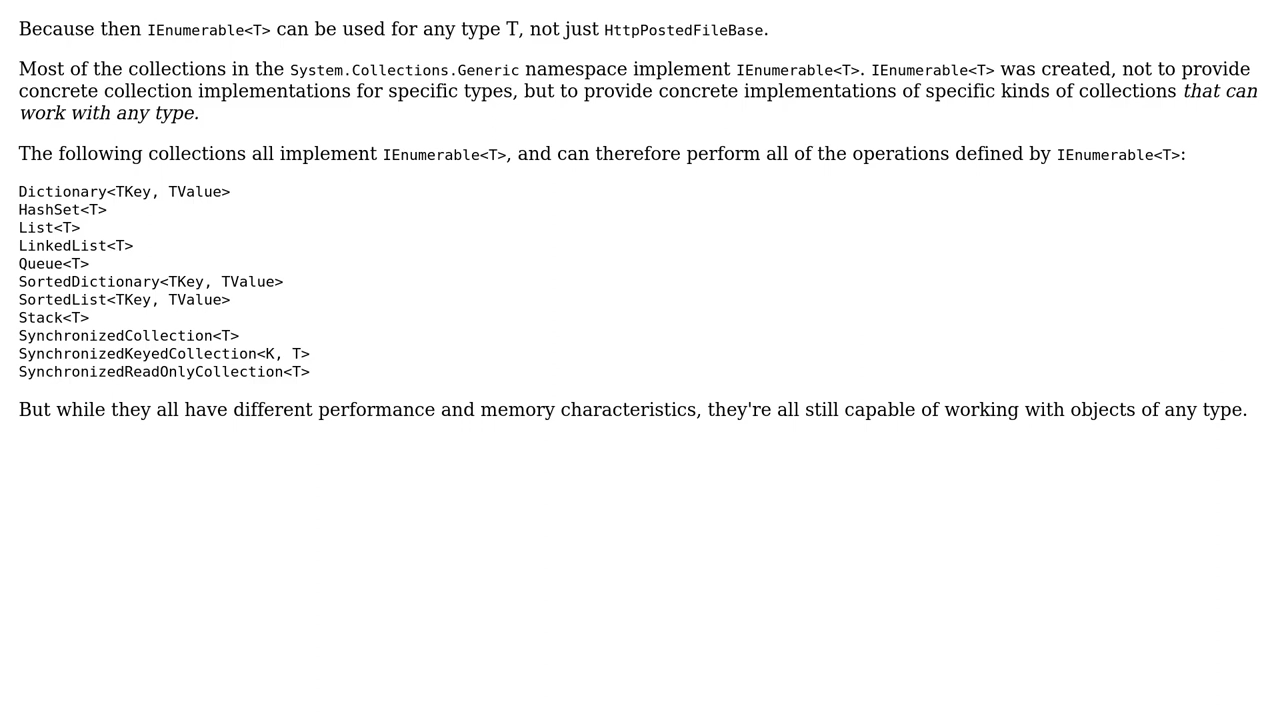 Because then IEnumerable<T> can be used for any type T, not just HttpPostedFileBase.
Most of the collections in the System.Collections.Generic namespace implement IEnumerable<T>. IEnumerable<T> was created, not to provide
concrete collection implementations for specific types, but to provide concrete implementations of specific kinds of collections that can
work with any type.
The following collections all implement IEnumerable<T>, and can therefore perform all of the operations defined by IEnumerable<T>:
Dictionary<TKey, TValue>
HashSet<T>
List<T>
LinkedList<T>
Queue<T>
SortedDictionary<TKey, TValue>
SortedList<TKey, TValue>
Stack<T>
SynchronizedCollection<T>
SynchronizedKeyedCollection<K, T>
SynchronizedReadOnlyCollection<T>
But while they all have different performance and memory characteristics, they're all still capable of working with objects of any type.